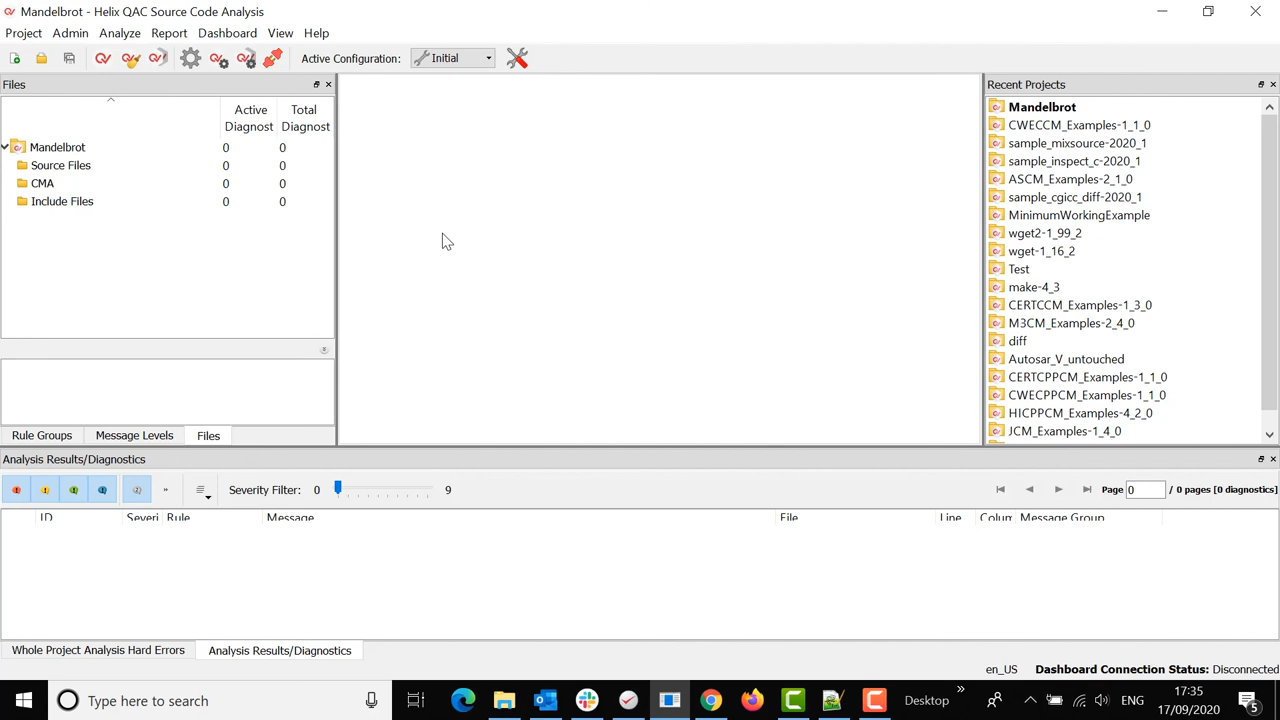 Mandelbrot - Helix QAC Source Code Analysis
Project Admin Analyze Report Dashboard View Help
Active Configuration: Initial
Files
Active Diagnost Total Diagnost
Mandelbrot 0 0
Source Files 0 0
CMA 0 0
Include Files 0 0
Rule Groups Message Levels Files
Recent Projects
Mandelbrot
CWECCM_Examples-1_1_0
sample_mixsource-2020_1
sample_inspect_c-2020_1
ASCM_Examples-2_1_0
sample_cgicc_diff-2020_1
MinimumWorkingExample
wget2-1_99_2
wget-1_16_2
Test
make-4_3
CERTCCM_Examples-1_3_0
M3CM_Examples-2_4_0
diff
Autosar_V_untouched
CERTCPPCM_Examples-1_1_0
CWECPPCM_Examples-1_1_0
HICPPCM_Examples-4_2_0
JCM_Examples-1_4_0
Analysis Results/Diagnostics
Severity Filter: 0 9 Page 0 / 0 pages [0 diagnostics]
ID Severi Rule Message File Line Colum Message Group
Whole Project Analysis Hard Errors Analysis Results/Diagnostics
en_US Dashboard Connection Status: Disconnected
Type here to search Desktop ENG 17:35
17/09/2020 5